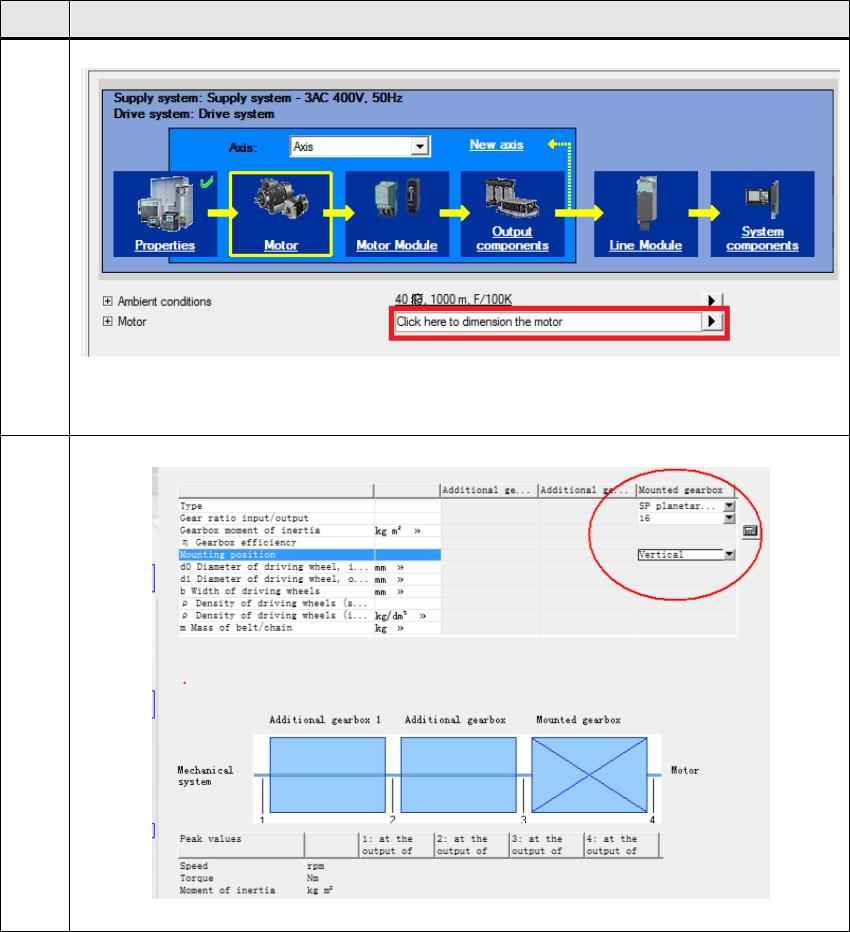 Supply system: Supply system - 3AC 400V, 50Hz
Drive system: Drive system
Axis: Axis New axis
Properties Motor Motor Module Output components Line Module System components
Ambient conditions 40 , 1000 m, F/100K
Motor Click here to dimension the motor
Additional ge... Additional ge... Mounted gearbox
Type SP planetar...
Gear ratio input/output 16
Gearbox moment of inertia kg m² »
η Gearbox efficiency
Mounting position Vertical
d0 Diameter of driving wheel, i... mm »
d1 Diameter of driving wheel, o... mm »
b Width of driving wheels mm »
ρ Density of driving wheels (s...
ρ Density of driving wheels (i... kg/dm³ »
m Mass of belt/chain kg »
Additional gearbox 1 Additional gearbox Mounted gearbox
Mechanical system Motor
1 2 3 4
Peak values 1: at the output of 2: at the output of 3: at the output of 4: at the output of
Speed rpm
Torque Nm
Moment of inertia kg m²